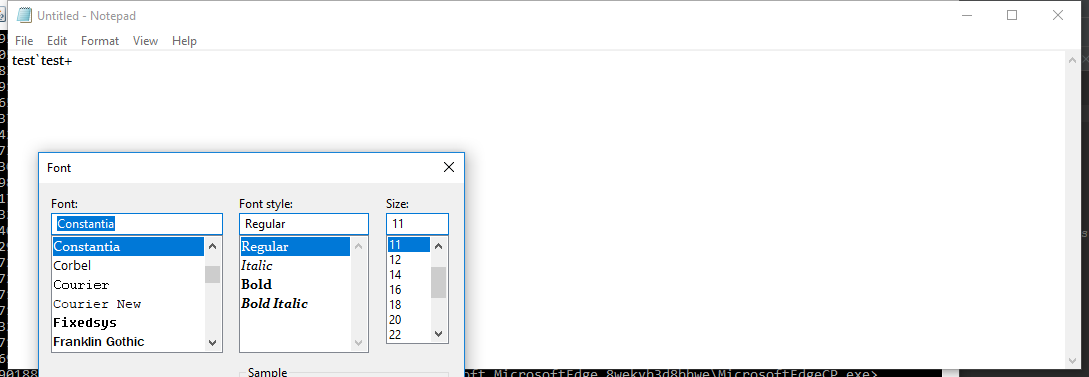 Untitled - Notepad
File Edit Format View Help
test`test+
Font
Font: Font style: Size:
Constantia Regular 11
Constantia Regular 11
Corbel Italic 12
Courier Bold 14
Courier New Bold Italic 16
Fixedsys 18
Franklin Gothic 20
22
Sample
90188
oft.MicrosoftEdge_8wekyb3d8bbwe\MicrosoftEdgeCP.exe>